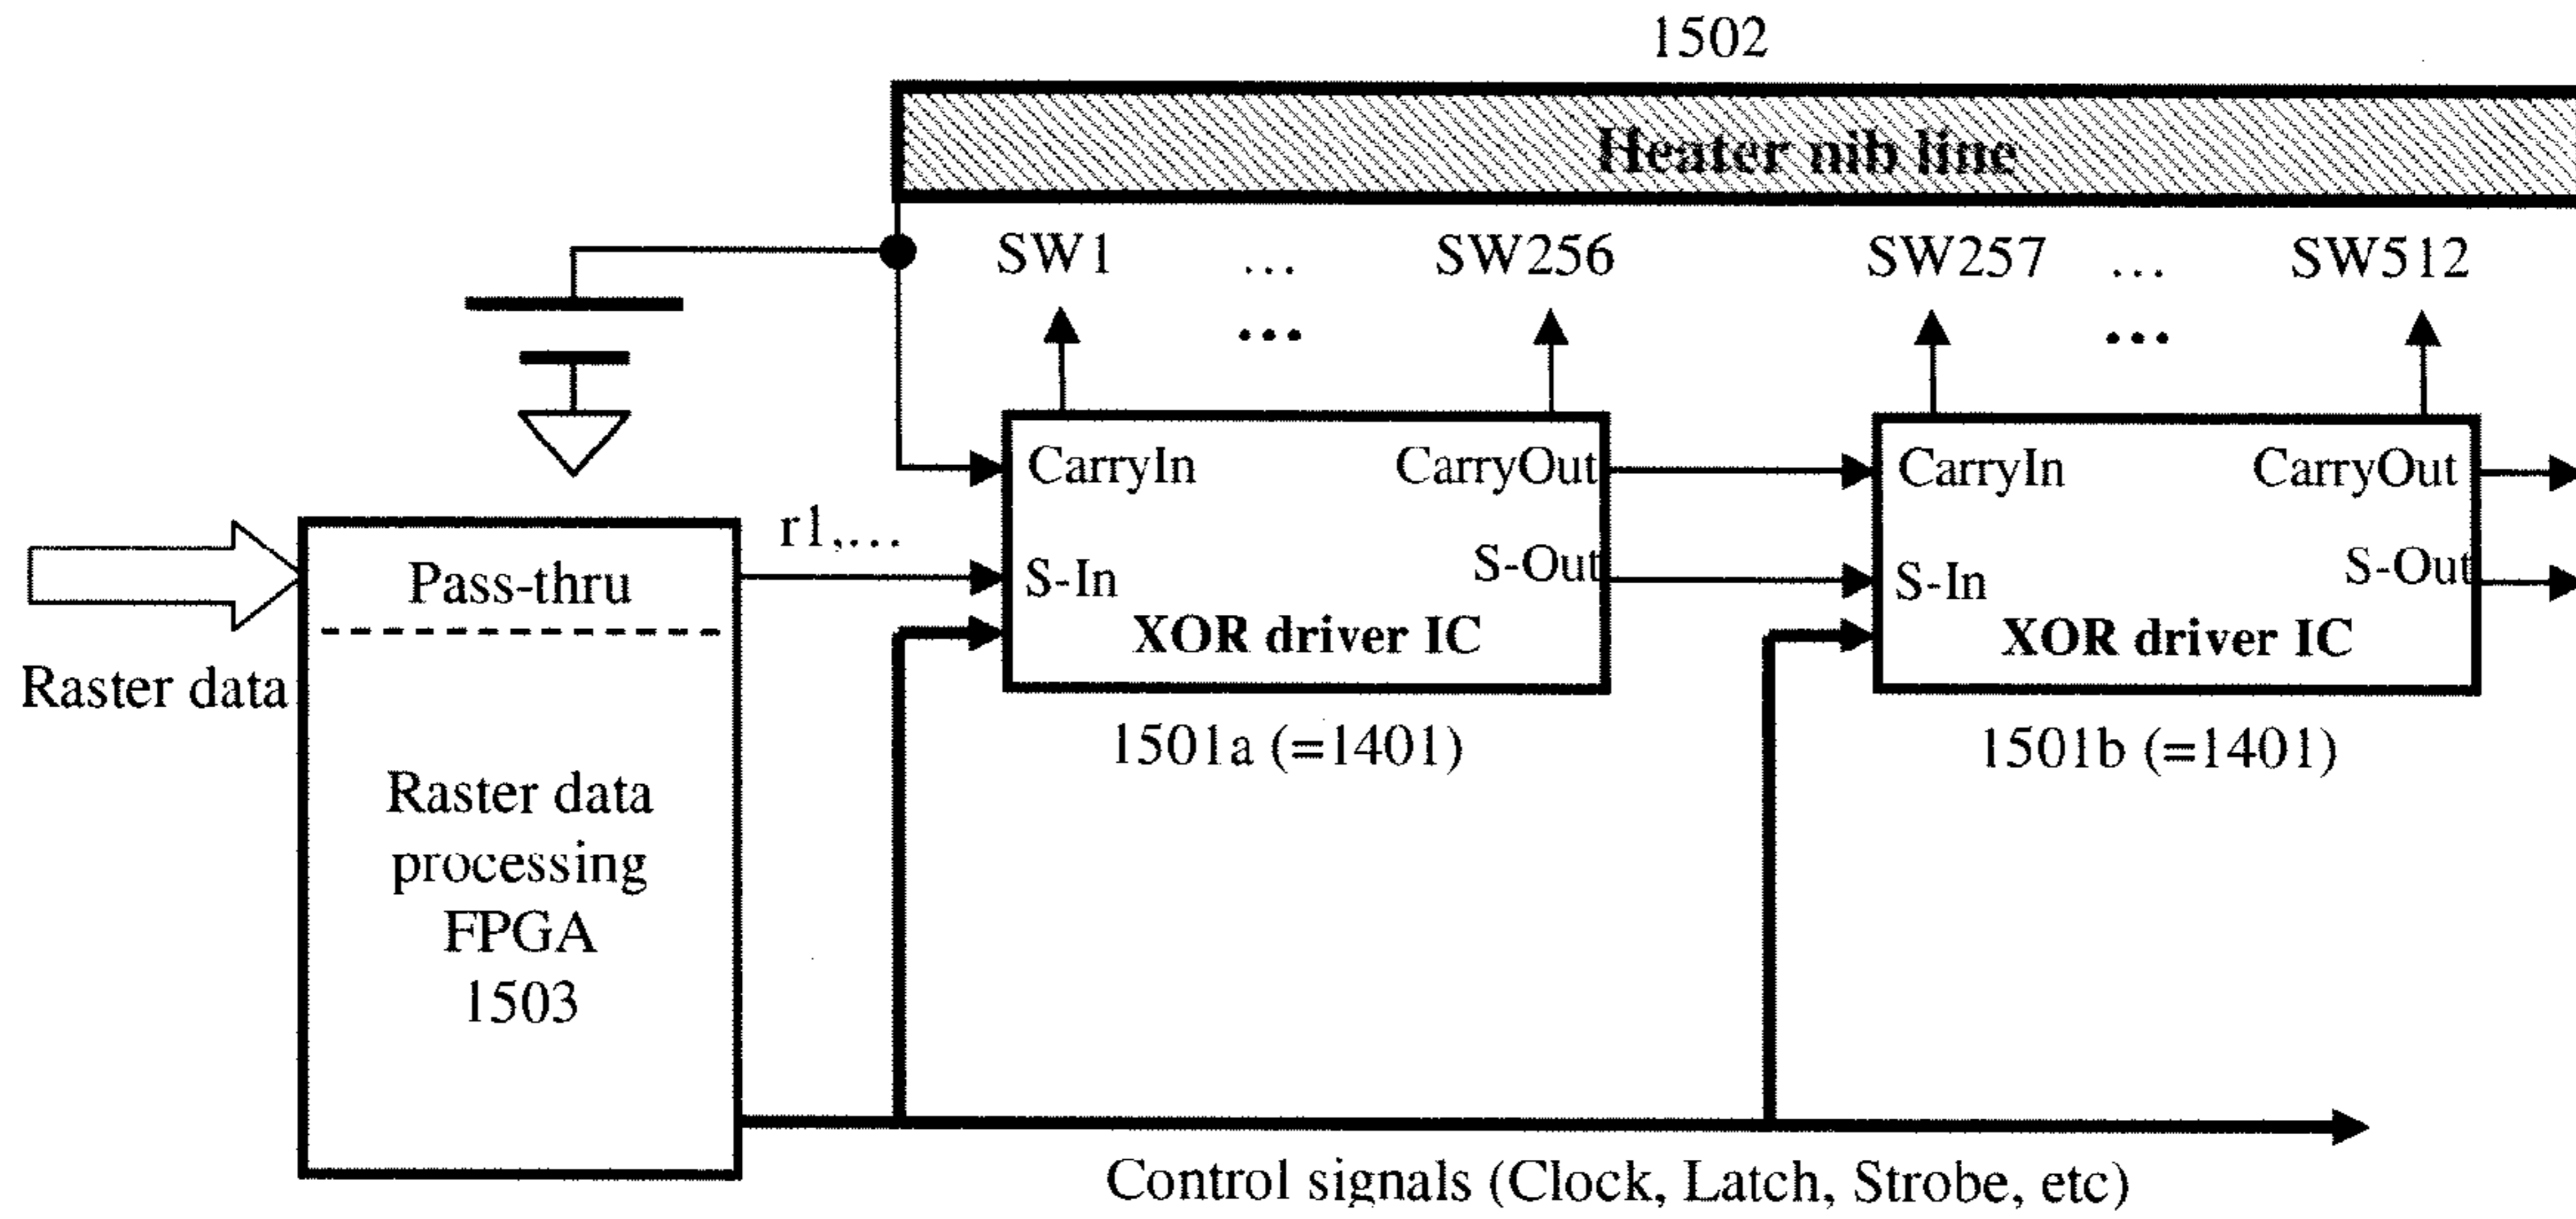 1502
Heater nib line
SW1 ... SW256 SW257 ... SW512
... ...
CarryIn CarryOut CarryIn CarryOut
r1,...
Pass-thru S-In S-Out S-In S-Out
XOR driver IC XOR driver IC
Raster data
1501a (=1401) 1501b (=1401)
Raster data
processing
FPGA
1503
Control signals (Clock, Latch, Strobe, etc)